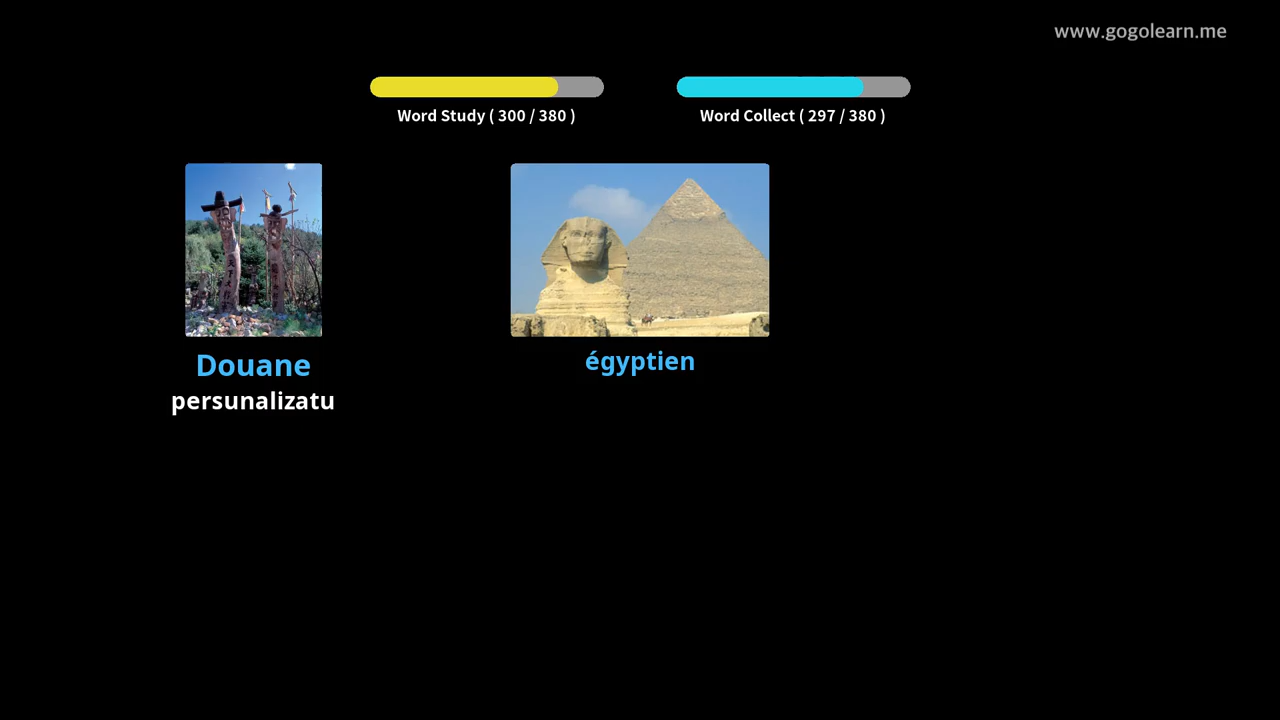 www.gogolearn.me
Word Study ( 300 / 380 )
Word Collect ( 297 / 380 )
Douane
persunalizatu
égyptien